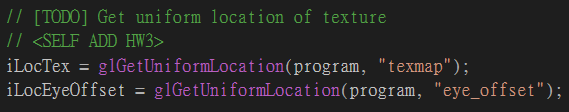 // [TODO] Get uniform location of texture
// <SELF ADD HW3>
iLocTex = glGetUniformLocation(program, "texmap");
iLocEyeOffset = glGetUniformLocation(program, "eye_offset");